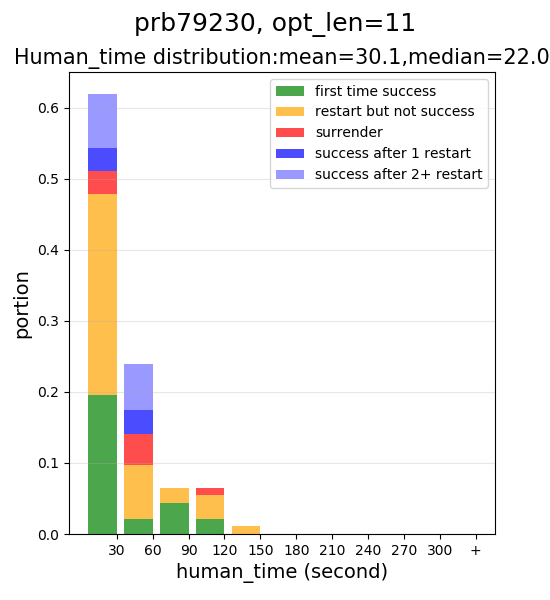 prb79230, opt_len=11
Human_time distribution:mean=30.1,median=22.0
first time success
restart but not success
surrender
success after 1 restart
success after 2+ restart
portion
0.6
0.5
0.4
0.3
0.2
0.1
0.0
30 60 90 120 150 180 210 240 270 300 +
human_time (second)